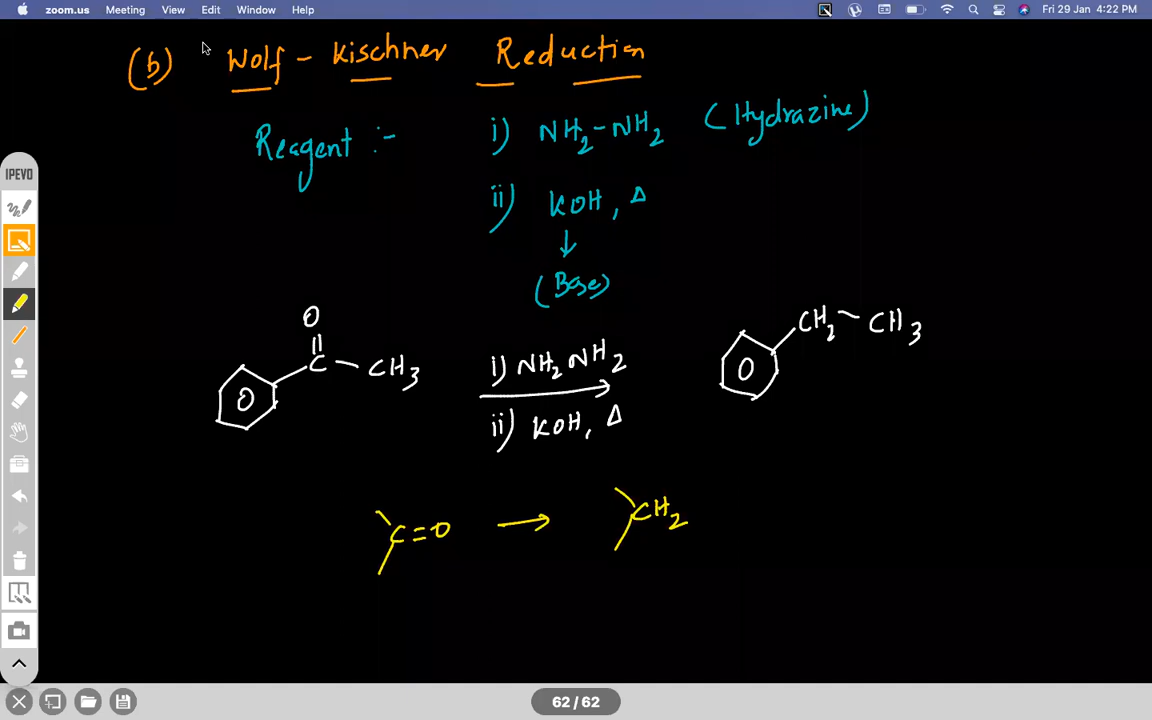 zoom.us Meeting View Edit Window Help Fri 29 Jan 4:22 PM
(b) Wolf - Kischner Reduction
Reagent :- i) NH2-NH2 (Hydrazine)
ii) KOH, Δ
↓
(Base)
IPEVO
O
||
C - CH3
i) NH2NH2
ii) KOH, Δ
CH2 - CH3
C=O → CH2
62 / 62